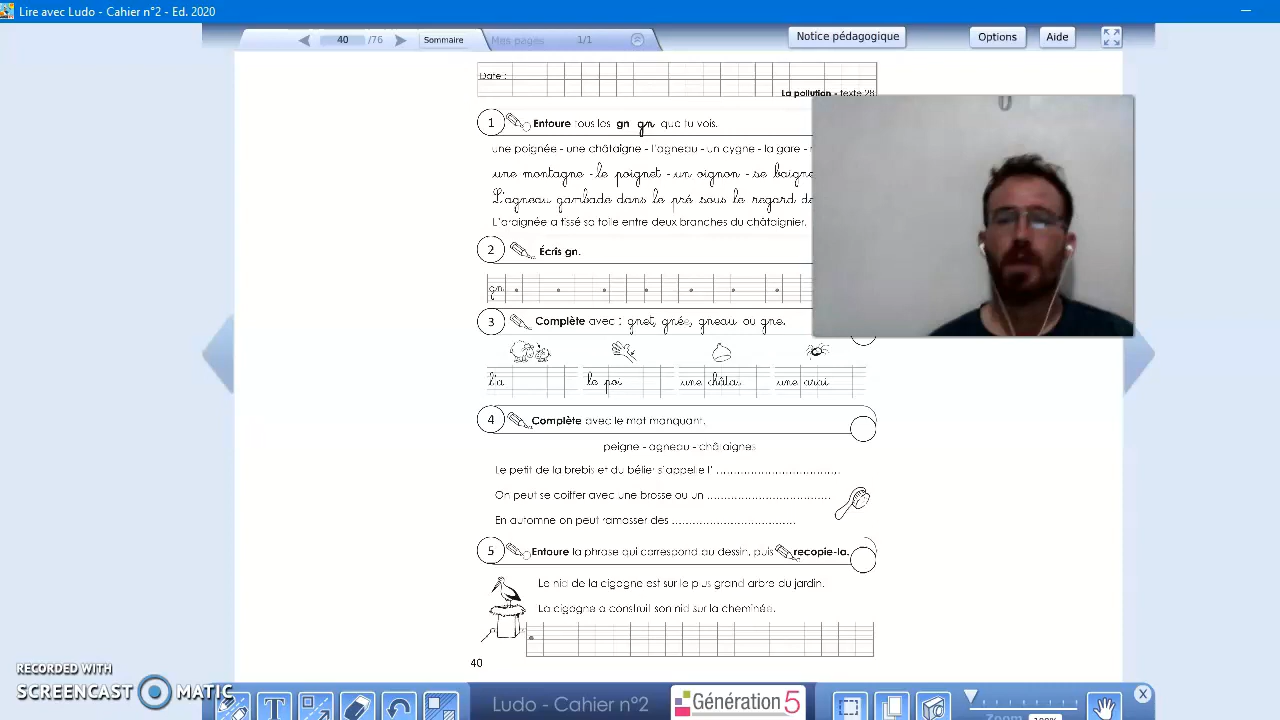 Lire avec Ludo - Cahier n°2 - Ed. 2020
40 /76 Sommaire Mes pages 1/1 Notice pédagogique Options Aide
Date :
La pollution - texte 28
1 Entoure tous les gn gn que tu vois.
une poignée - une châtaigne - l'agneau - un cygne - la gare -
une montagne - le poignet - un oignon - se baigne
L'agneau gambade dans le pré sous le regard de
L'araignée a tissé sa toile entre deux branches du châtaignier.
2 Écris gn.
gn
3 Complète avec : gnet, gnée, gneau ou gne.
l'a le poi une châtai une arai
4 Complète avec le mot manquant.
peigne - agneau - châtaignes
Le petit de la brebis et du bélier s'appelle l' ....................................
On peut se coiffer avec une brosse ou un ....................................
En automne on peut ramasser des ....................................
5 Entoure la phrase qui correspond au dessin, puis recopie-la.
Le nid de la cigogne est sur le plus grand arbre du jardin.
La cigogne a construit son nid sur la cheminée.
40
RECORDED WITH
SCREENCAST MATIC
T
Ludo - Cahier n°2
Génération 5
Zoom 100%